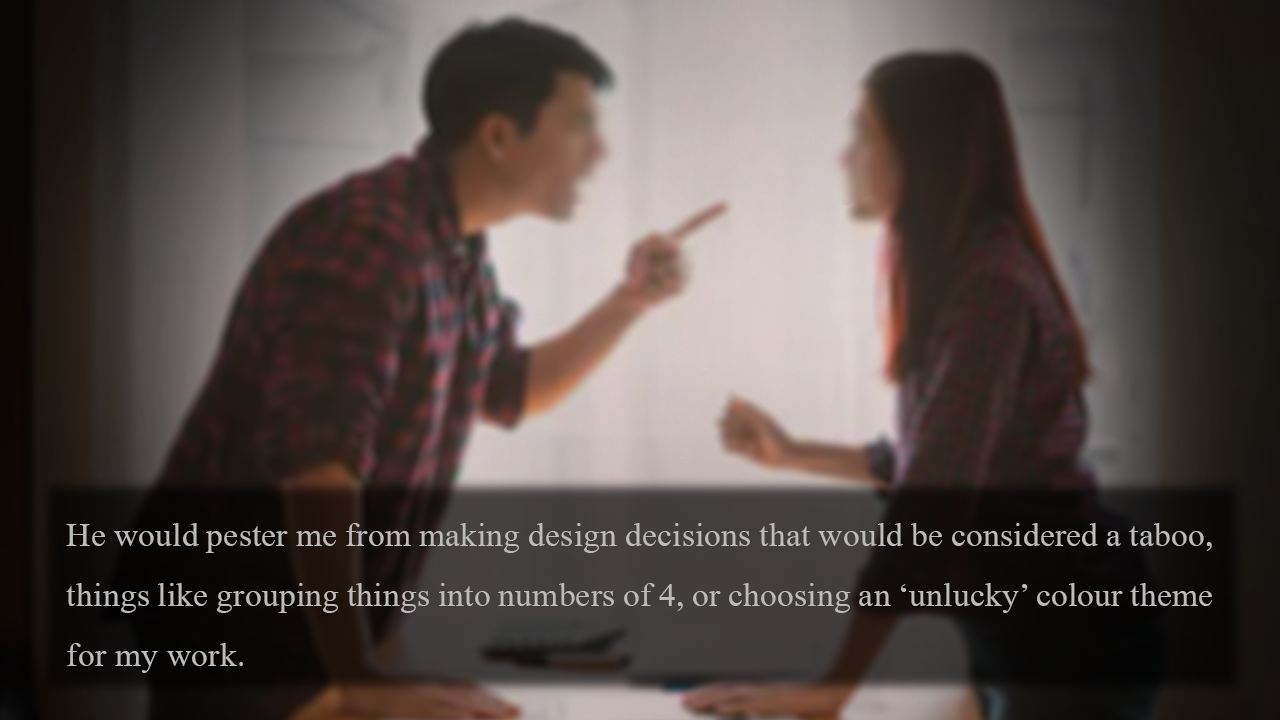 He would pester me from making design decisions that would be considered a taboo,
things like grouping things into numbers of 4, or choosing an ‘unlucky’ colour theme
for my work.